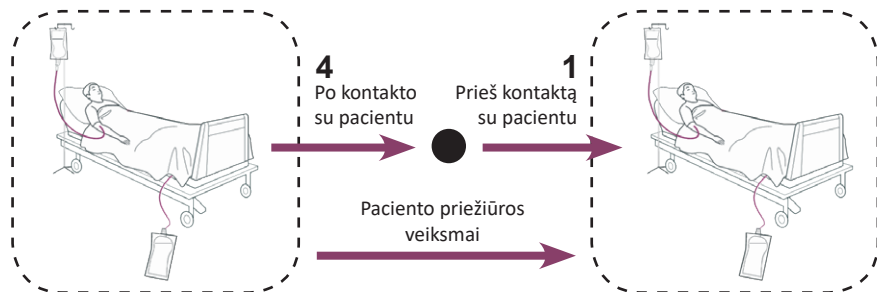 4
Po kontakto
su pacientu
1
Prieš kontaktą
su pacientu
Paciento priežiūros
veiksmai